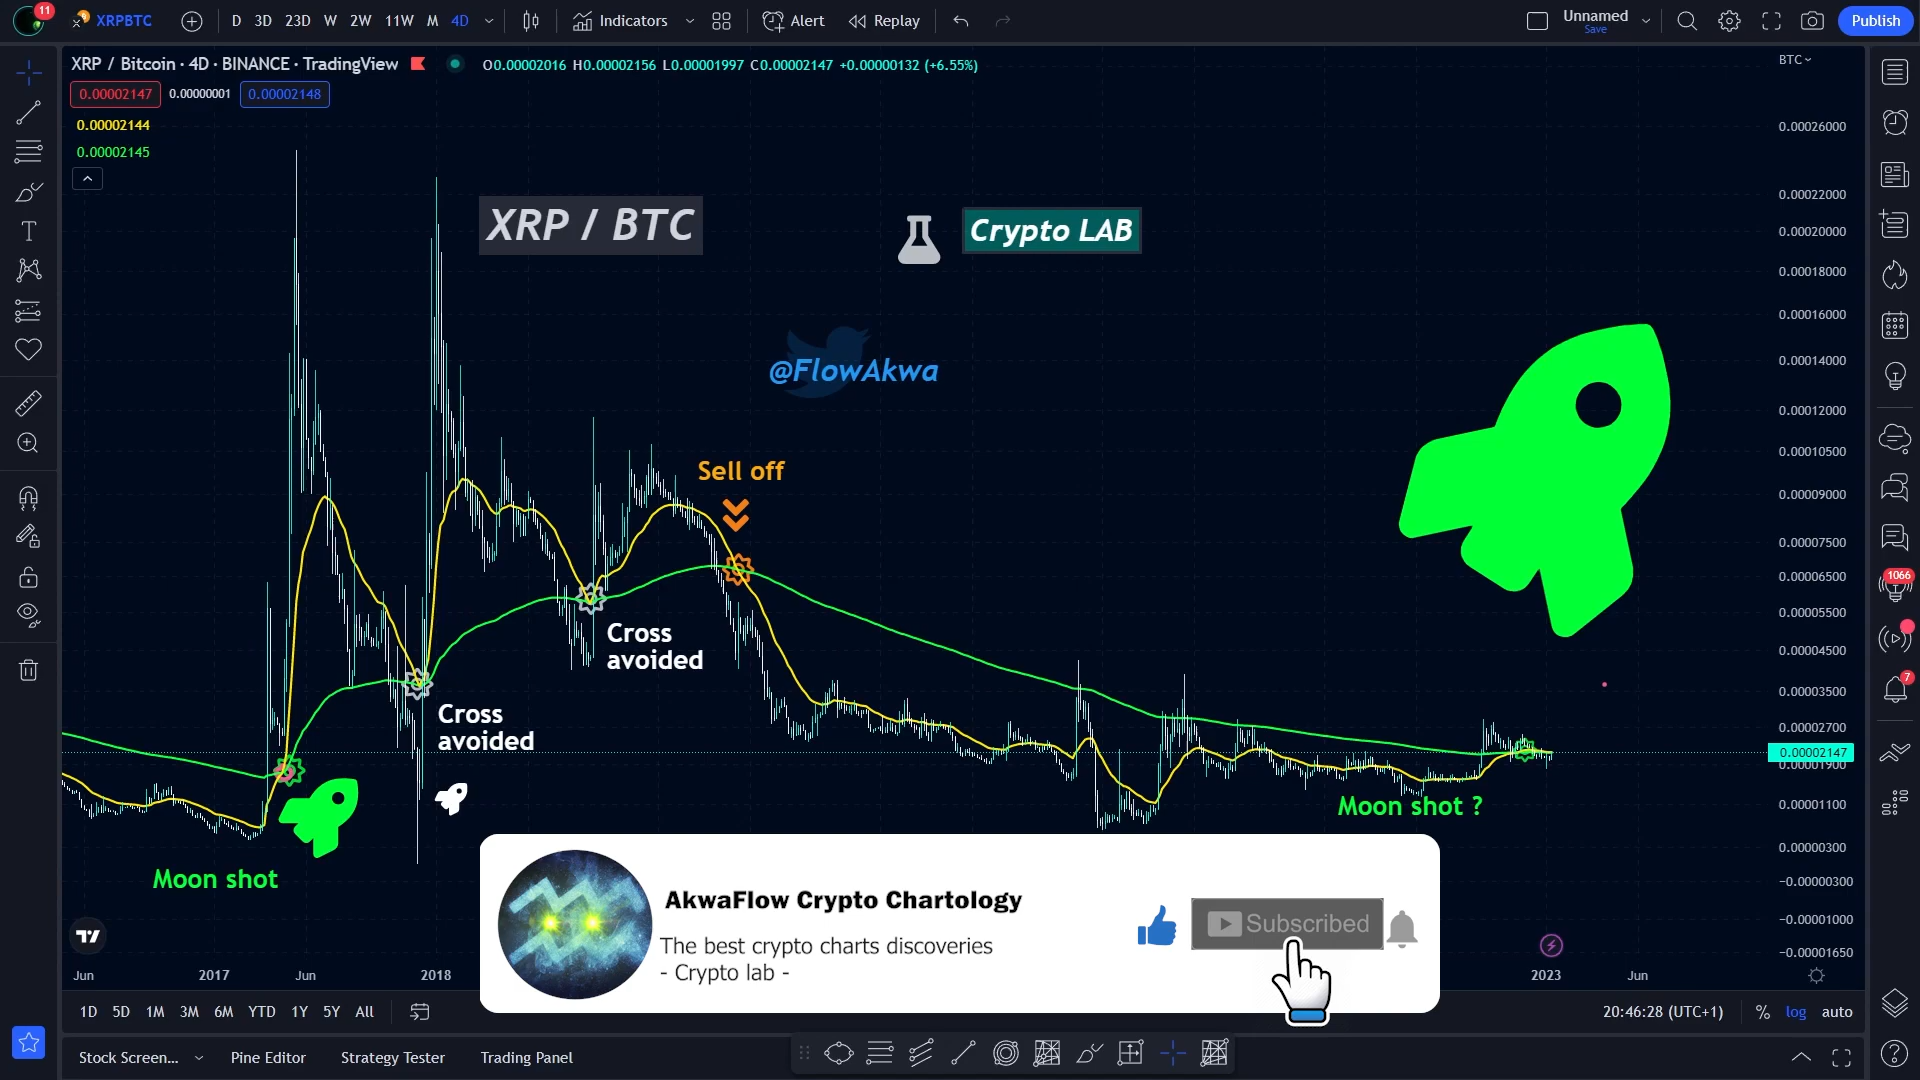 11
XRPBTC
D 3D 23D W 2W 11W M 4D
Indicators
Alert
Replay
Unnamed
Save
Publish
XRP / Bitcoin · 4D · BINANCE · TradingView
O0.00002016 H0.00002156 L0.00001997 C0.00002147 +0.00000132 (+6.55%)
BTC
0.00002147 0.00000001 0.00002148
0.00002144
0.00002145
XRP / BTC
Crypto LAB
@FlowAkwa
Sell off
Cross
avoided
Cross
avoided
Moon shot
Moon shot ?
0.00026000
0.00022000
0.00020000
0.00018000
0.00016000
0.00014000
0.00012000
0.00010500
0.00009000
0.00007500
0.00006500
0.00005500
0.00004500
0.00003500
0.00002700
0.00002147
0.00001900
0.00001100
0.00000300
−0.00000300
−0.00001000
−0.00001650
1066
7
AkwaFlow Crypto Chartology
The best crypto charts discoveries
- Crypto lab -
Subscribed
Jun 2017 Jun 2018 2023 Jun
1D 5D 1M 3M 6M YTD 1Y 5Y All
20:46:28 (UTC+1) % log auto
Stock Screen... Pine Editor Strategy Tester Trading Panel